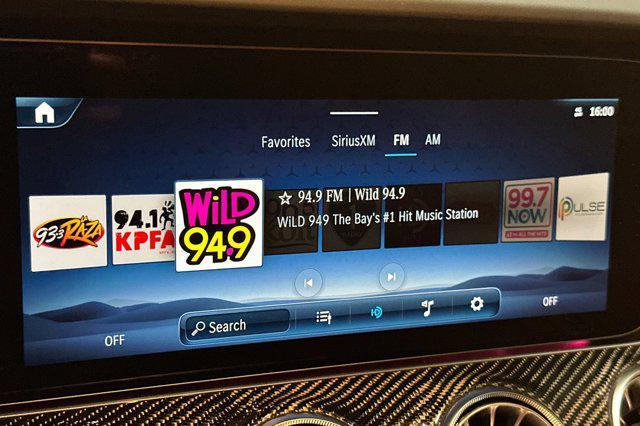 16:00
Favorites SiriusXM FM AM
93.3 RAZA
94.1
KPFA
WiLD
94.9
☆ 94.9 FM | Wild 94.9
WiLD 949 The Bay's #1 Hit Music Station
99.7
NOW
PULSE
OFF
Search
OFF